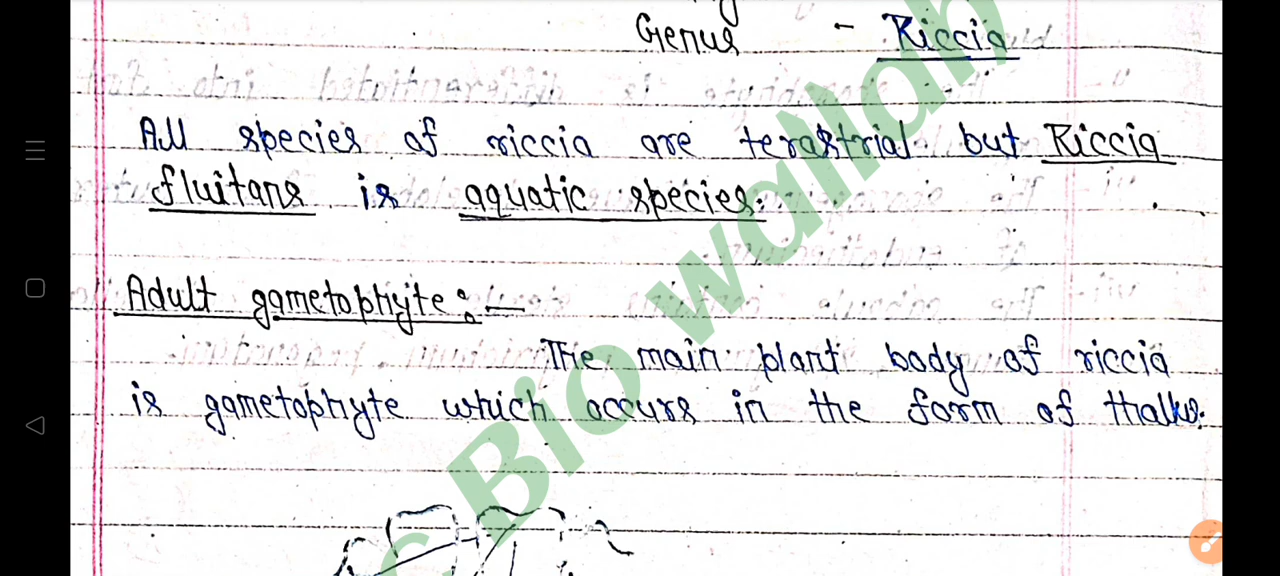 Genus - Riccia
All species of riccia are terastrial but Riccia
fluitans is aquatic species.
Adult gametophyte :-
The main plant body of riccia
is gametophyte which occurs in the form of thallus.
Bio wallah